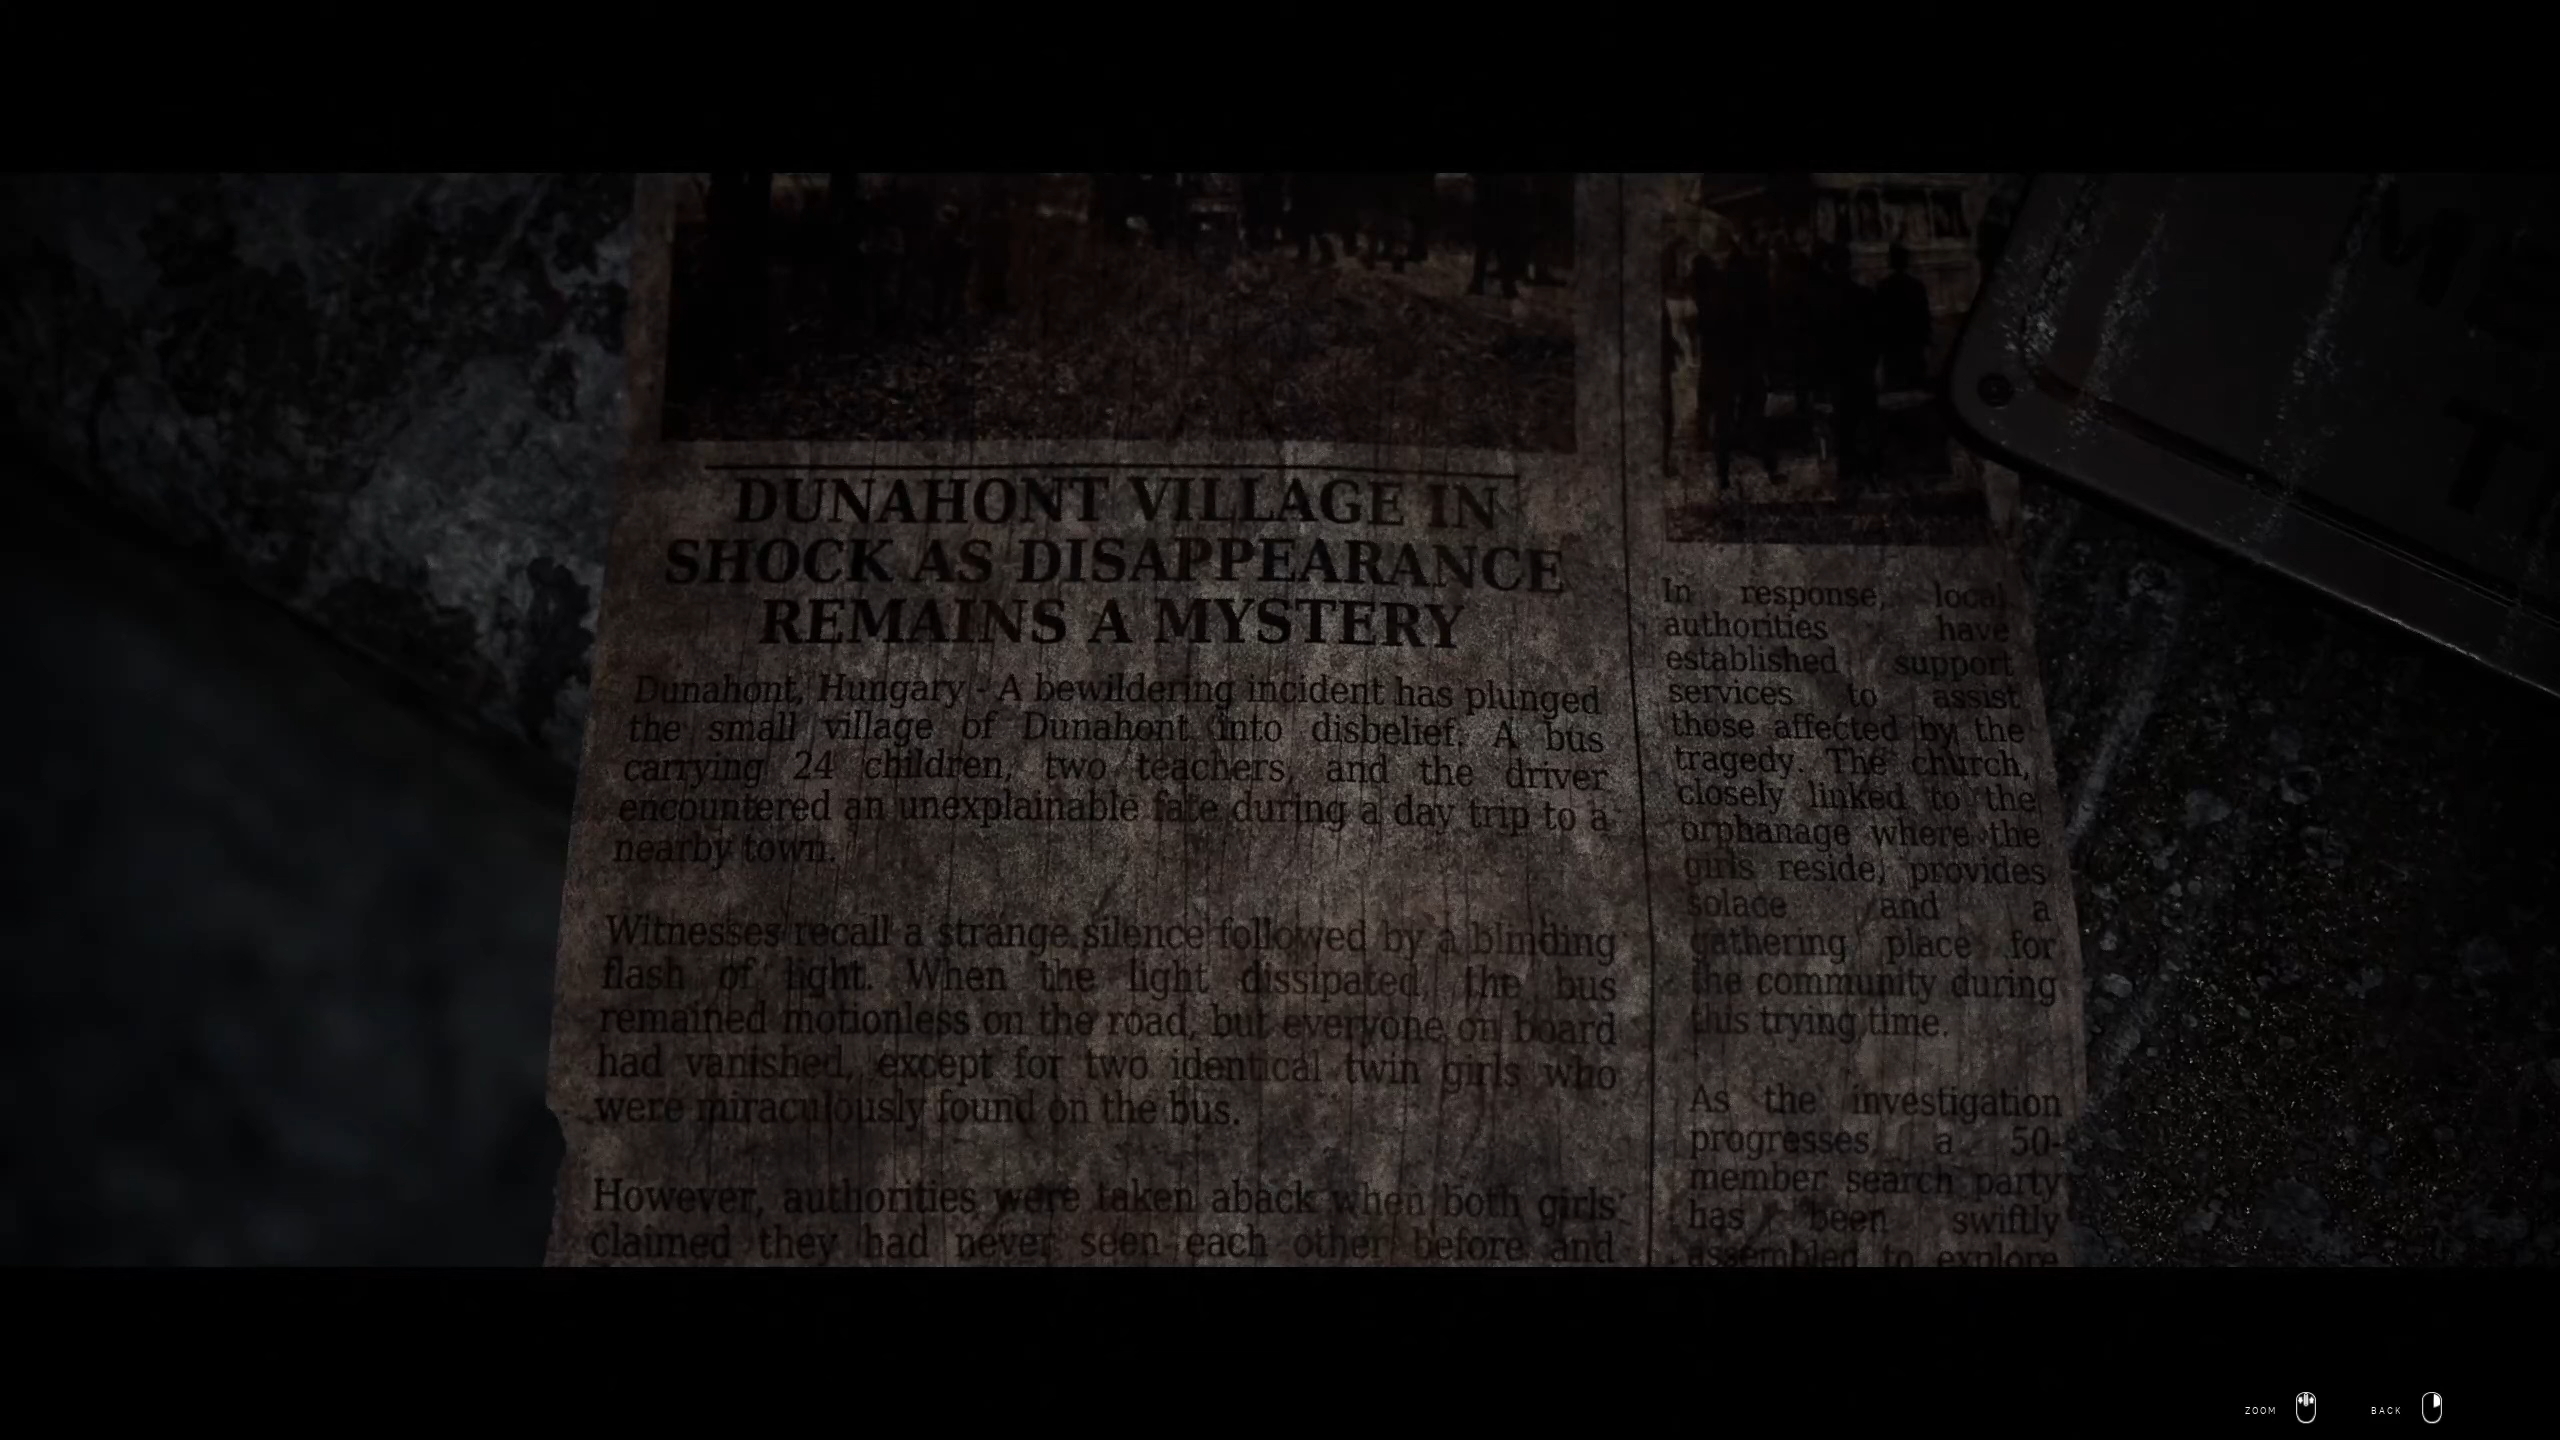 DUNAHONT VILLAGE IN
SHOCK AS DISAPPEARANCE
REMAINS A MYSTERY
Dunahont, Hungary - A bewildering incident has plunged
the small village of Dunahont into disbelief. A bus
carrying 24 children, two teachers, and the driver
encountered an unexplainable fate during a day trip to a
nearby town.
Witnesses recall a strange silence followed by a blinding
flash of light. When the light dissipated, the bus
remained motionless on the road, but everyone on board
had vanished, except for two identical twin girls who
were miraculously found on the bus.
However, authorities were taken aback when both girls
claimed they had never seen each other before and
In response, local
authorities have
established support
services to assist
those affected by the
tragedy. The church,
closely linked to the
orphanage where the
girls reside, provides
solace and a
gathering place for
the community during
this trying time.
As the investigation
progresses, a 50-
member search party
has been swiftly
assembled to explore
ZOOM
BACK